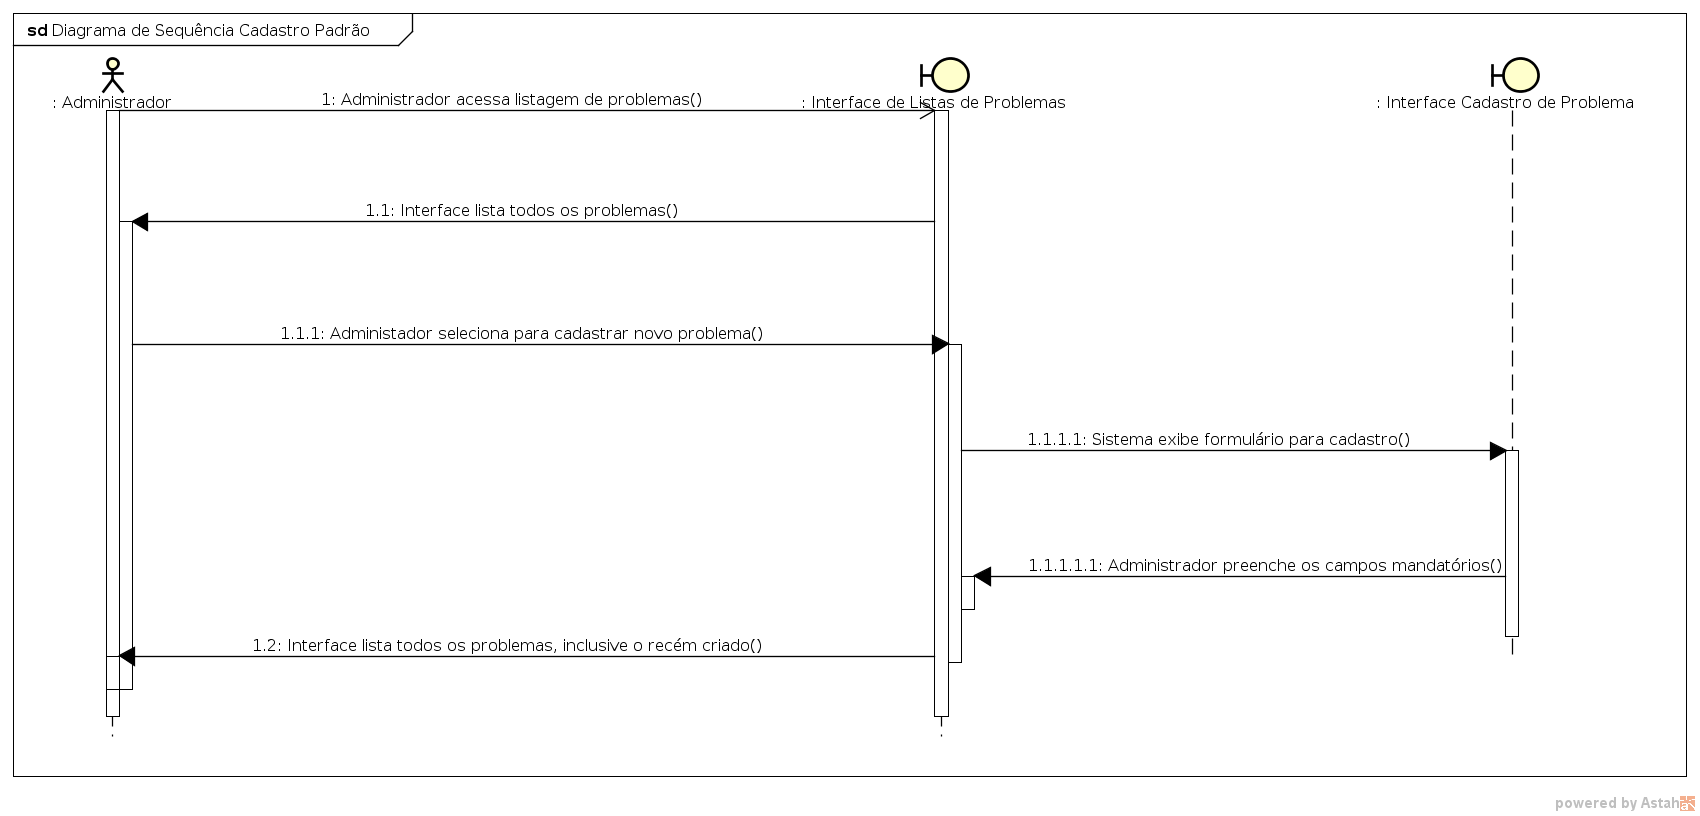 sd Diagrama de Sequência Cadastro Padrão
: Administrador
: Interface de Listas de Problemas
: Interface Cadastro de Problema
1: Administrador acessa listagem de problemas()
1.1: Interface lista todos os problemas()
1.1.1: Administador seleciona para cadastrar novo problema()
1.1.1.1: Sistema exibe formulário para cadastro()
1.1.1.1.1: Administrador preenche os campos mandatórios()
1.2: Interface lista todos os problemas, inclusive o recém criado()
powered by Astah